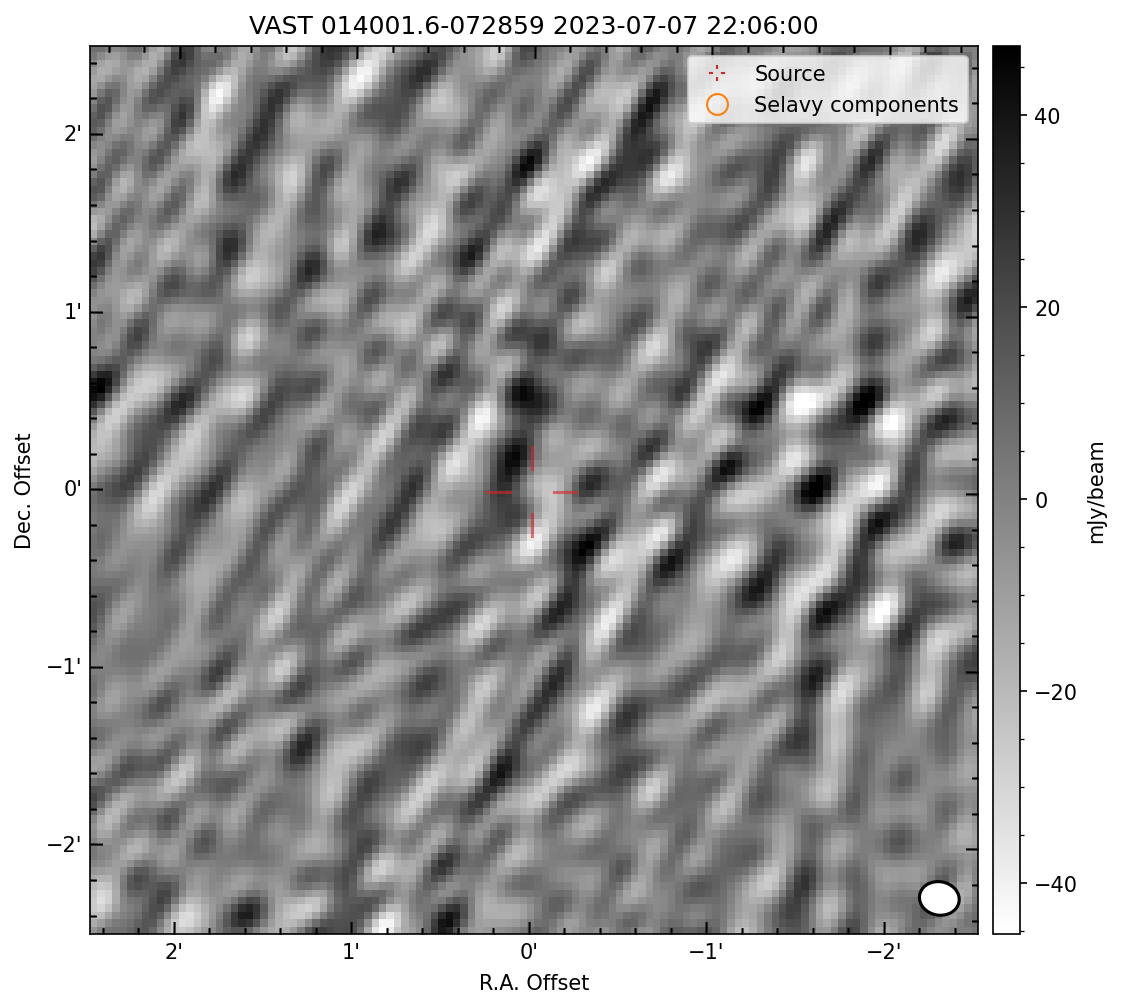 VAST 014001.6-072859 2023-07-07 22:06:00
Source
Selavy components
2'
1'
0'
−1'
−2'
Dec. Offset
2'
1'
0'
−1'
−2'
R.A. Offset
40
20
0
−20
−40
mJy/beam